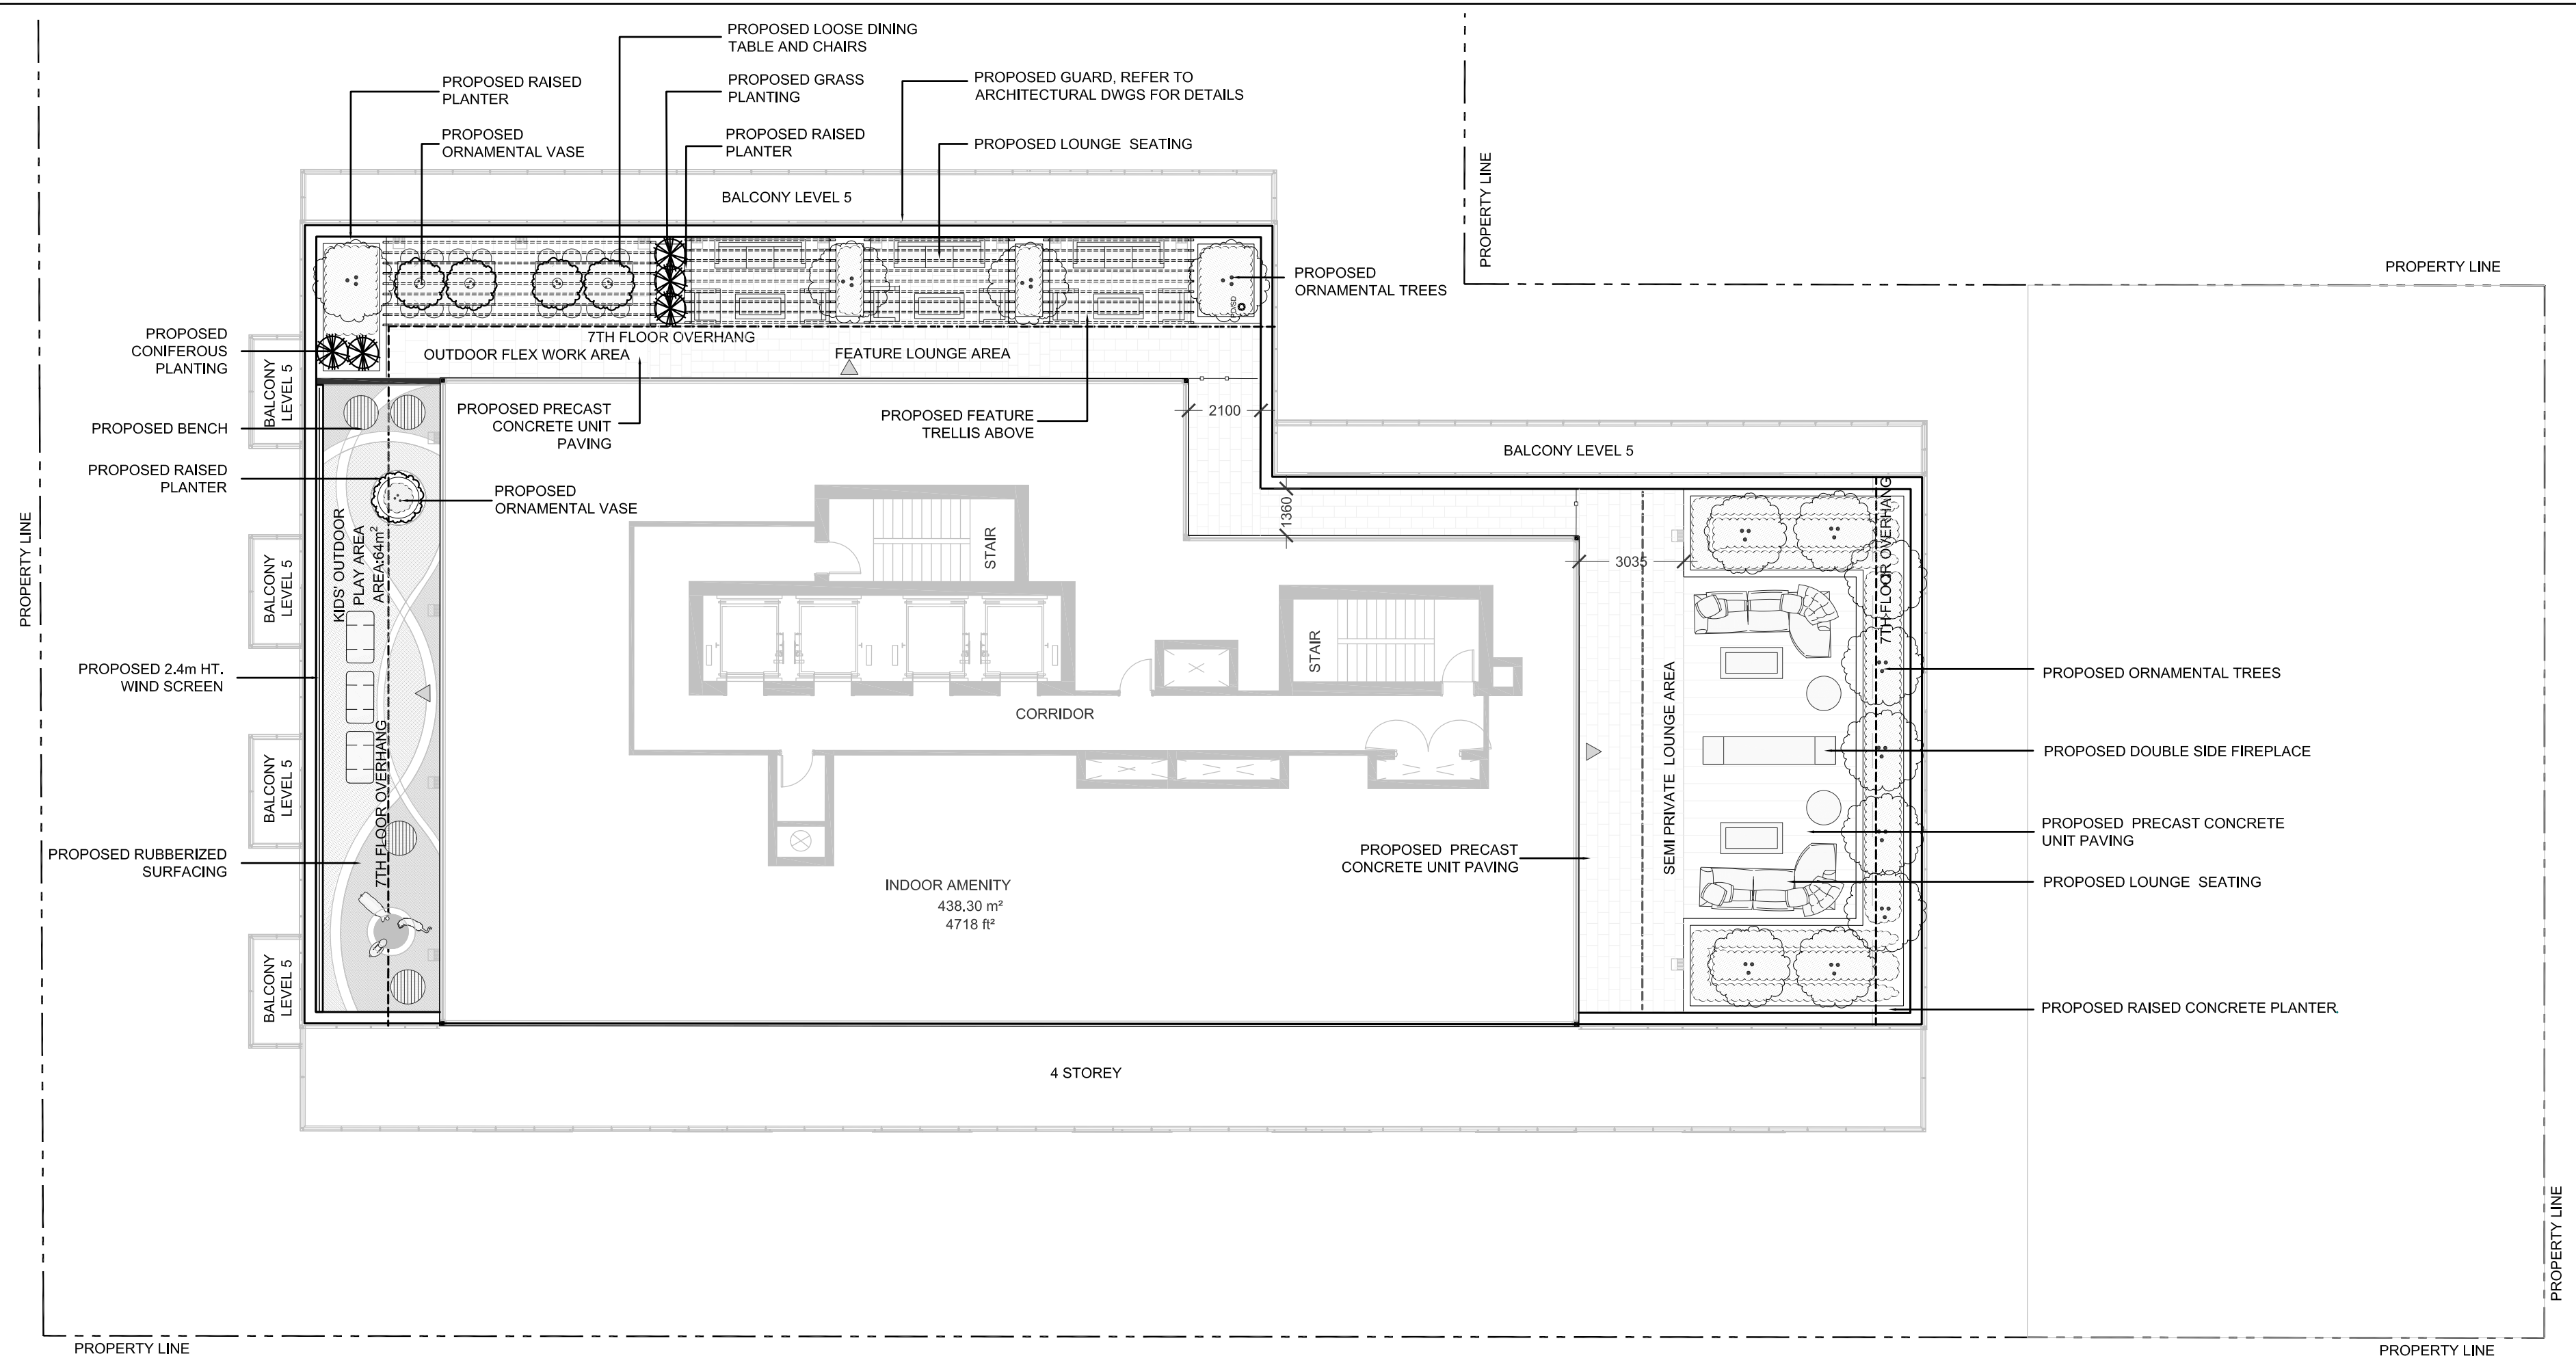 PROPOSED LOOSE DINING
TABLE AND CHAIRS
PROPOSED RAISED
PLANTER
PROPOSED GRASS
PLANTING
PROPOSED GUARD, REFER TO
ARCHITECTURAL DWGS FOR DETAILS
PROPOSED
ORNAMENTAL VASE
PROPOSED RAISED
PLANTER
PROPOSED LOUNGE SEATING
PROPERTY LINE
BALCONY LEVEL 5
PROPERTY LINE
PROPOSED
ORNAMENTAL TREES
PROPOSED
CONIFEROUS
PLANTING
7TH FLOOR OVERHANG
OUTDOOR FLEX WORK AREA
FEATURE LOUNGE AREA
BALCONY
LEVEL 5
PROPOSED BENCH
PROPOSED PRECAST
CONCRETE UNIT
PAVING
PROPOSED FEATURE
TRELLIS ABOVE
2100
BALCONY LEVEL 5
PROPOSED RAISED
PLANTER
PROPOSED
ORNAMENTAL VASE
1360
PROPERTY LINE
BALCONY
LEVEL 5
KIDS' OUTDOOR
PLAY AREA
AREA:64m²
STAIR
3035
7TH FLOOR OVERHANG
STAIR
PROPOSED 2.4m HT.
WIND SCREEN
PROPOSED ORNAMENTAL TREES
CORRIDOR
SEMI PRIVATE LOUNGE AREA
PROPOSED DOUBLE SIDE FIREPLACE
BALCONY
LEVEL 5
7TH FLOOR OVERHANG
PROPOSED PRECAST CONCRETE
UNIT PAVING
PROPOSED RUBBERIZED
SURFACING
PROPOSED PRECAST
CONCRETE UNIT PAVING
INDOOR AMENITY
438.30 m²
4718 ft²
PROPOSED LOUNGE SEATING
BALCONY
LEVEL 5
PROPOSED RAISED CONCRETE PLANTER.
4 STOREY
PROPERTY LINE
PROPERTY LINE
PROPERTY LINE